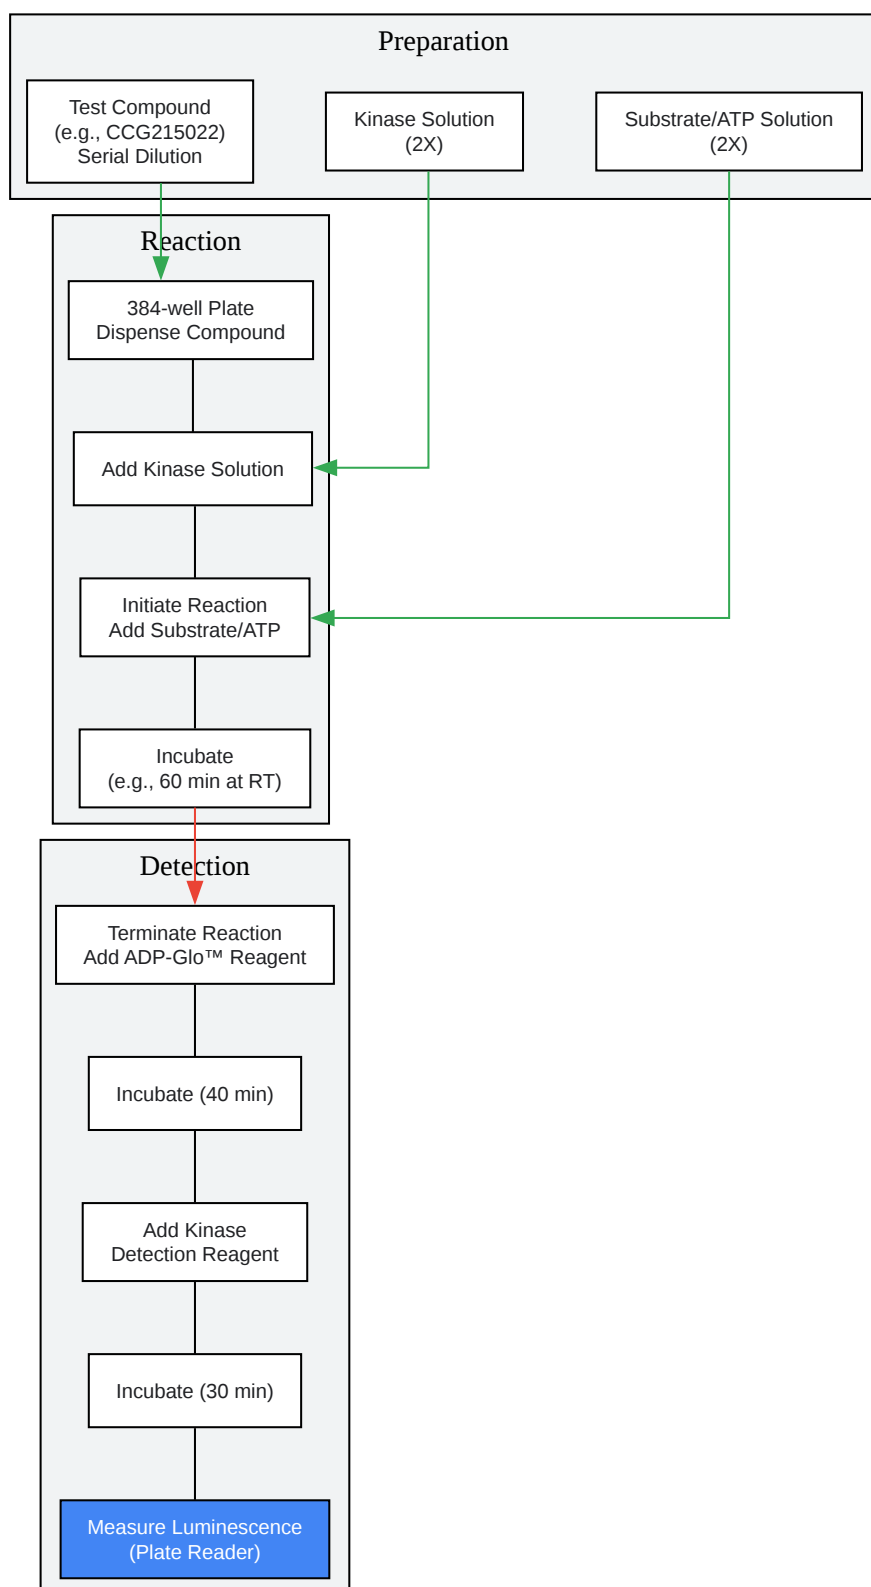 Preparation
Test Compound
(e.g., CCG215022)
Serial Dilution
Kinase Solution
(2X)
Substrate/ATP Solution
(2X)
Reaction
384-well Plate
Dispense Compound
Add Kinase Solution
Initiate Reaction
Add Substrate/ATP
Incubate
(e.g., 60 min at RT)
Detection
Terminate Reaction
Add ADP-Glo™ Reagent
Incubate (40 min)
Add Kinase
Detection Reagent
Incubate (30 min)
Measure Luminescence
(Plate Reader)